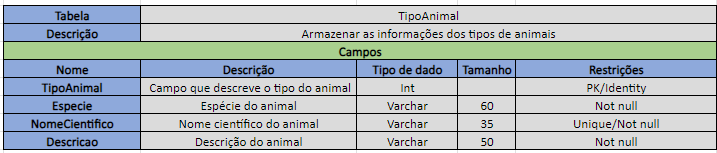 Tabela TipoAnimal
Descrição Armazenar as informações dos tipos de animais
Campos
Nome Descrição Tipo de dado Tamanho Restrições
TipoAnimal Campo que descreve o tipo do animal Int PK/Identity
Especie Espécie do animal Varchar 60 Not null
NomeCientifico Nome científico do animal Varchar 35 Unique/Not null
Descricao Descrição do animal Varchar 50 Not null